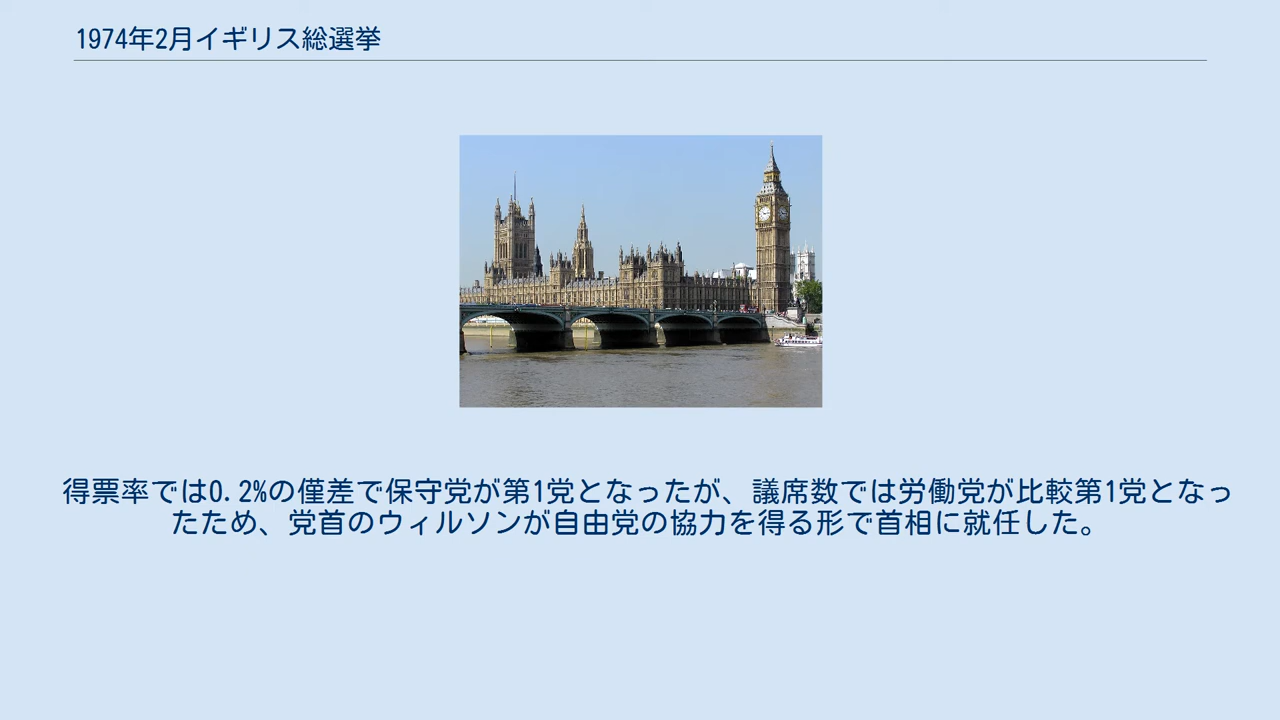 1974年2月イギリス総選挙
得票率では0.2%の僅差で保守党が第1党となったが、議席数では労働党が比較第1党となっ
たため、党首のウィルソンが自由党の協力を得る形で首相に就任した。